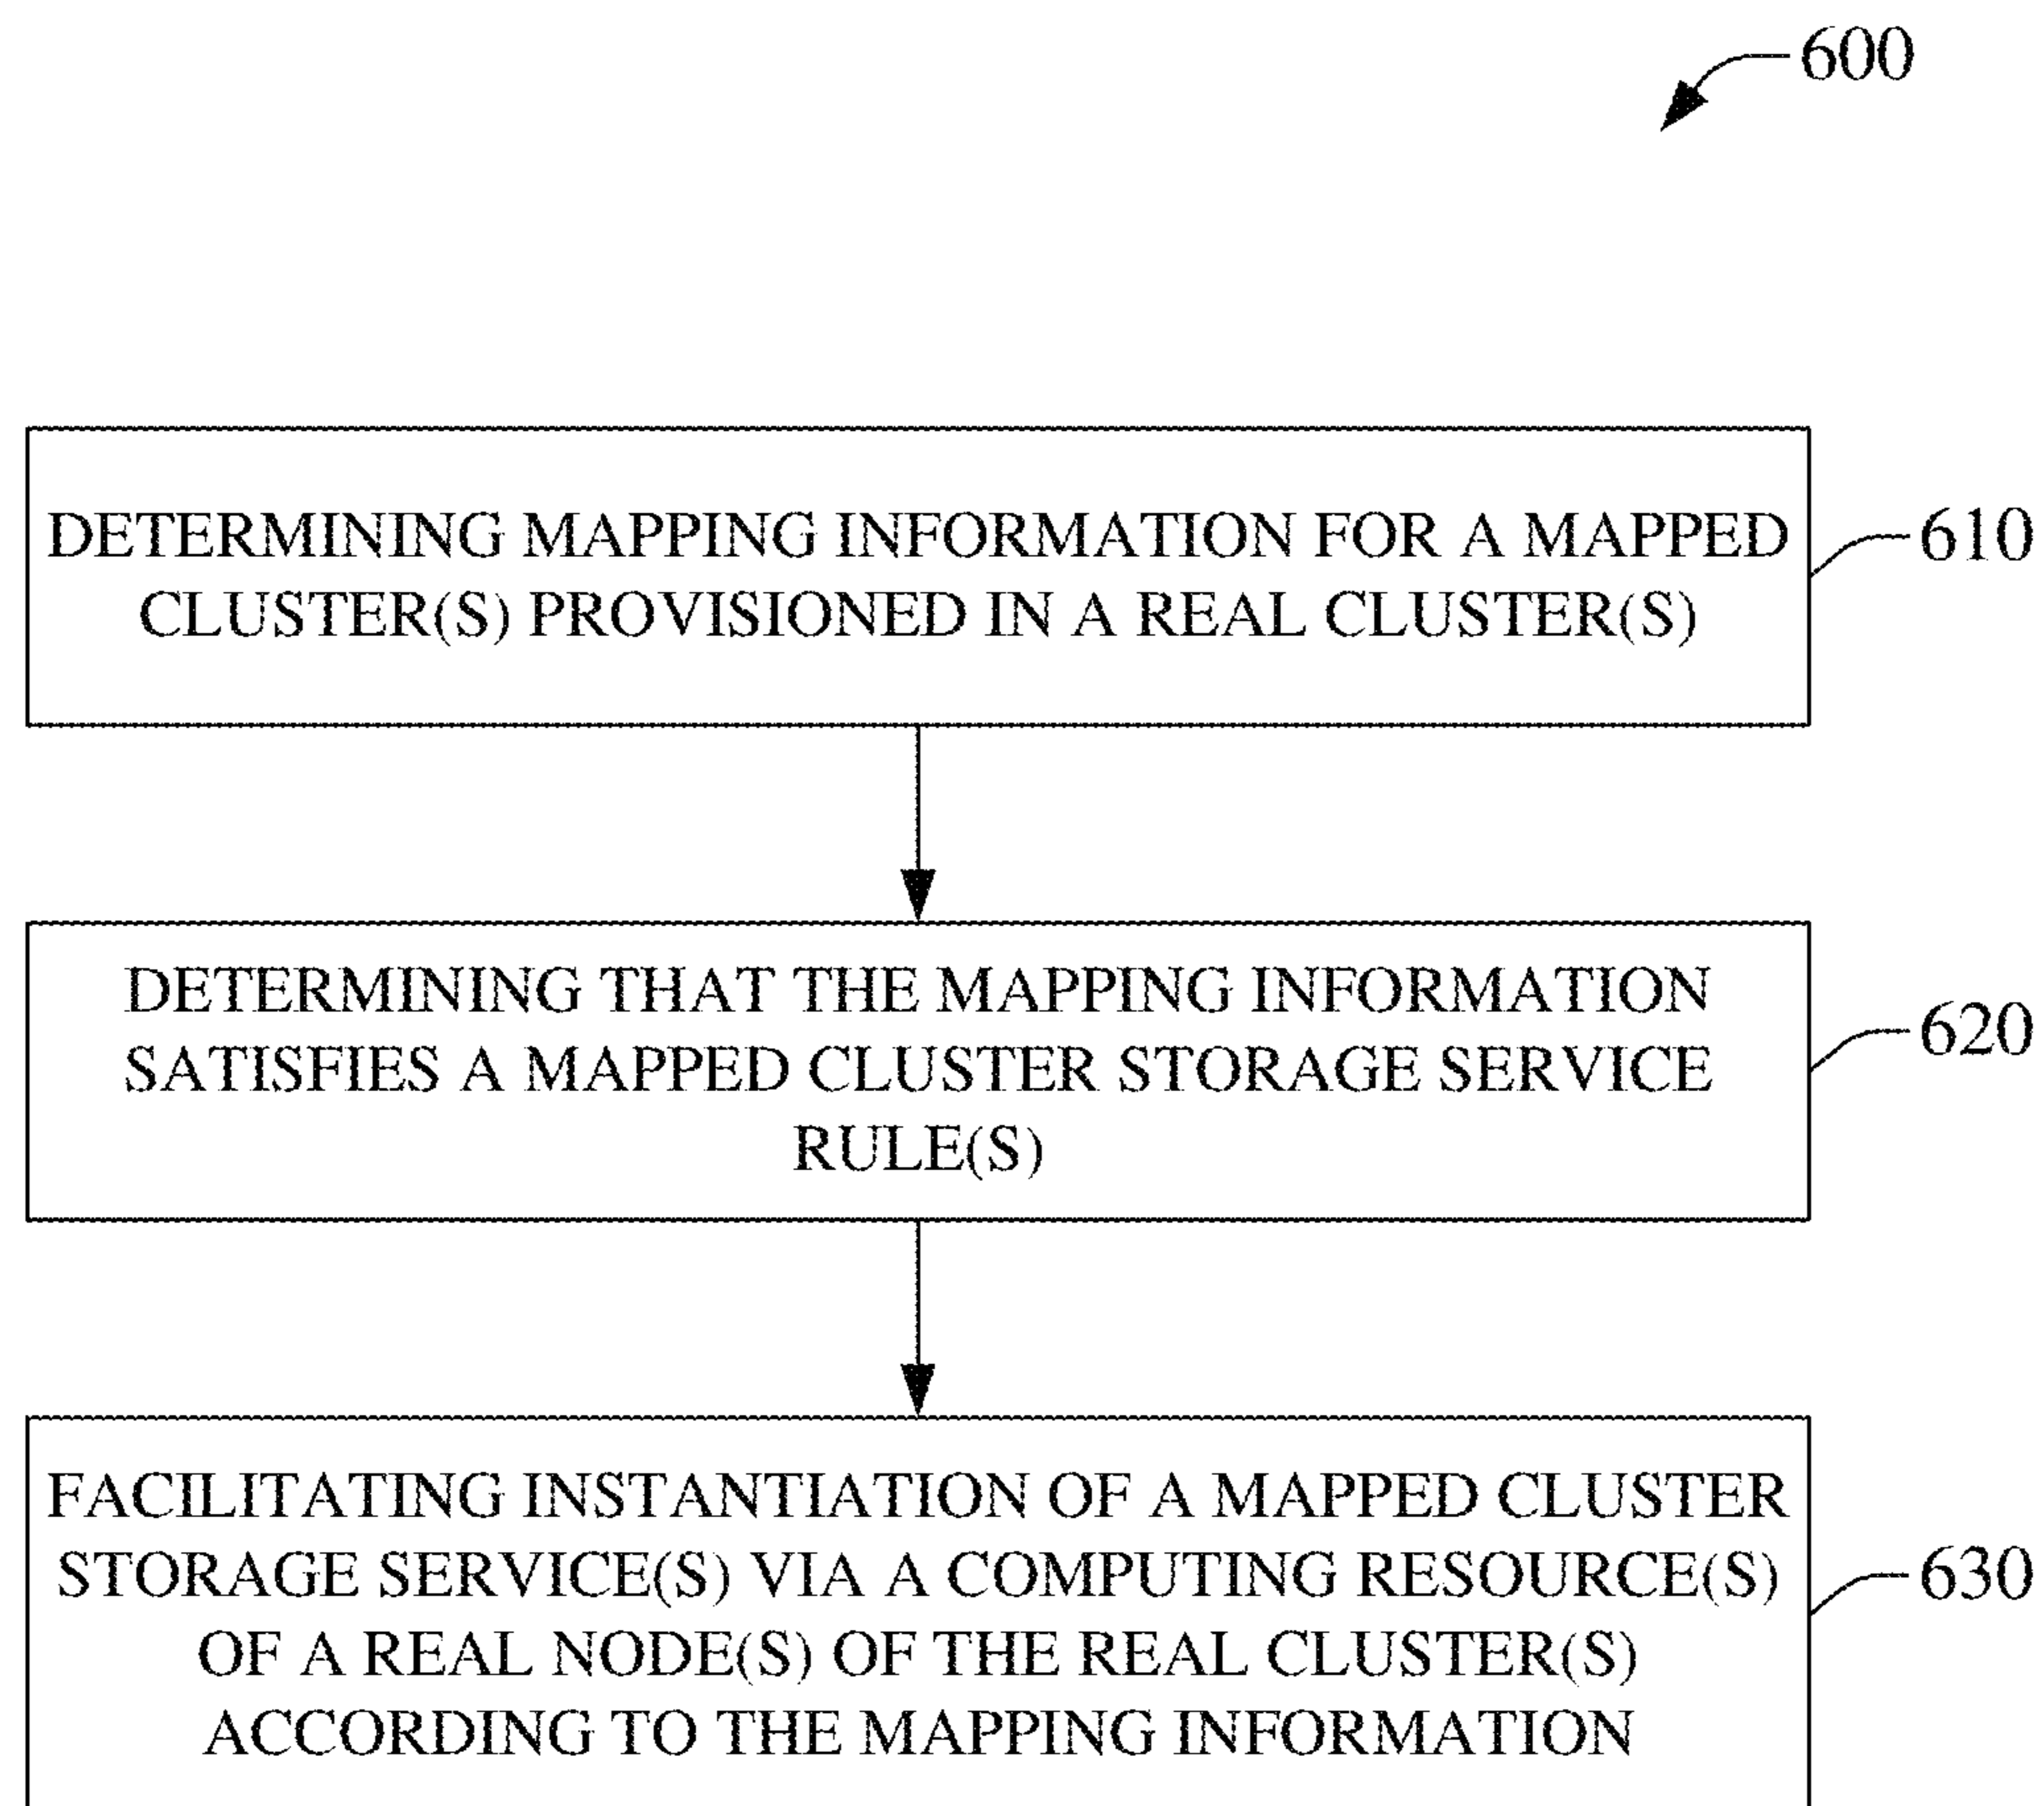 600
DETERMINING MAPPING INFORMATION FOR A MAPPED
CLUSTER(S) PROVISIONED IN A REAL CLUSTER(S)
610
DETERMINING THAT THE MAPPING INFORMATION
SATISFIES A MAPPED CLUSTER STORAGE SERVICE
RULE(S)
620
FACILITATING INSTANTIATION OF A MAPPED CLUSTER
STORAGE SERVICE(S) VIA A COMPUTING RESOURCE(S)
OF A REAL NODE(S) OF THE REAL CLUSTER(S)
ACCORDING TO THE MAPPING INFORMATION
630